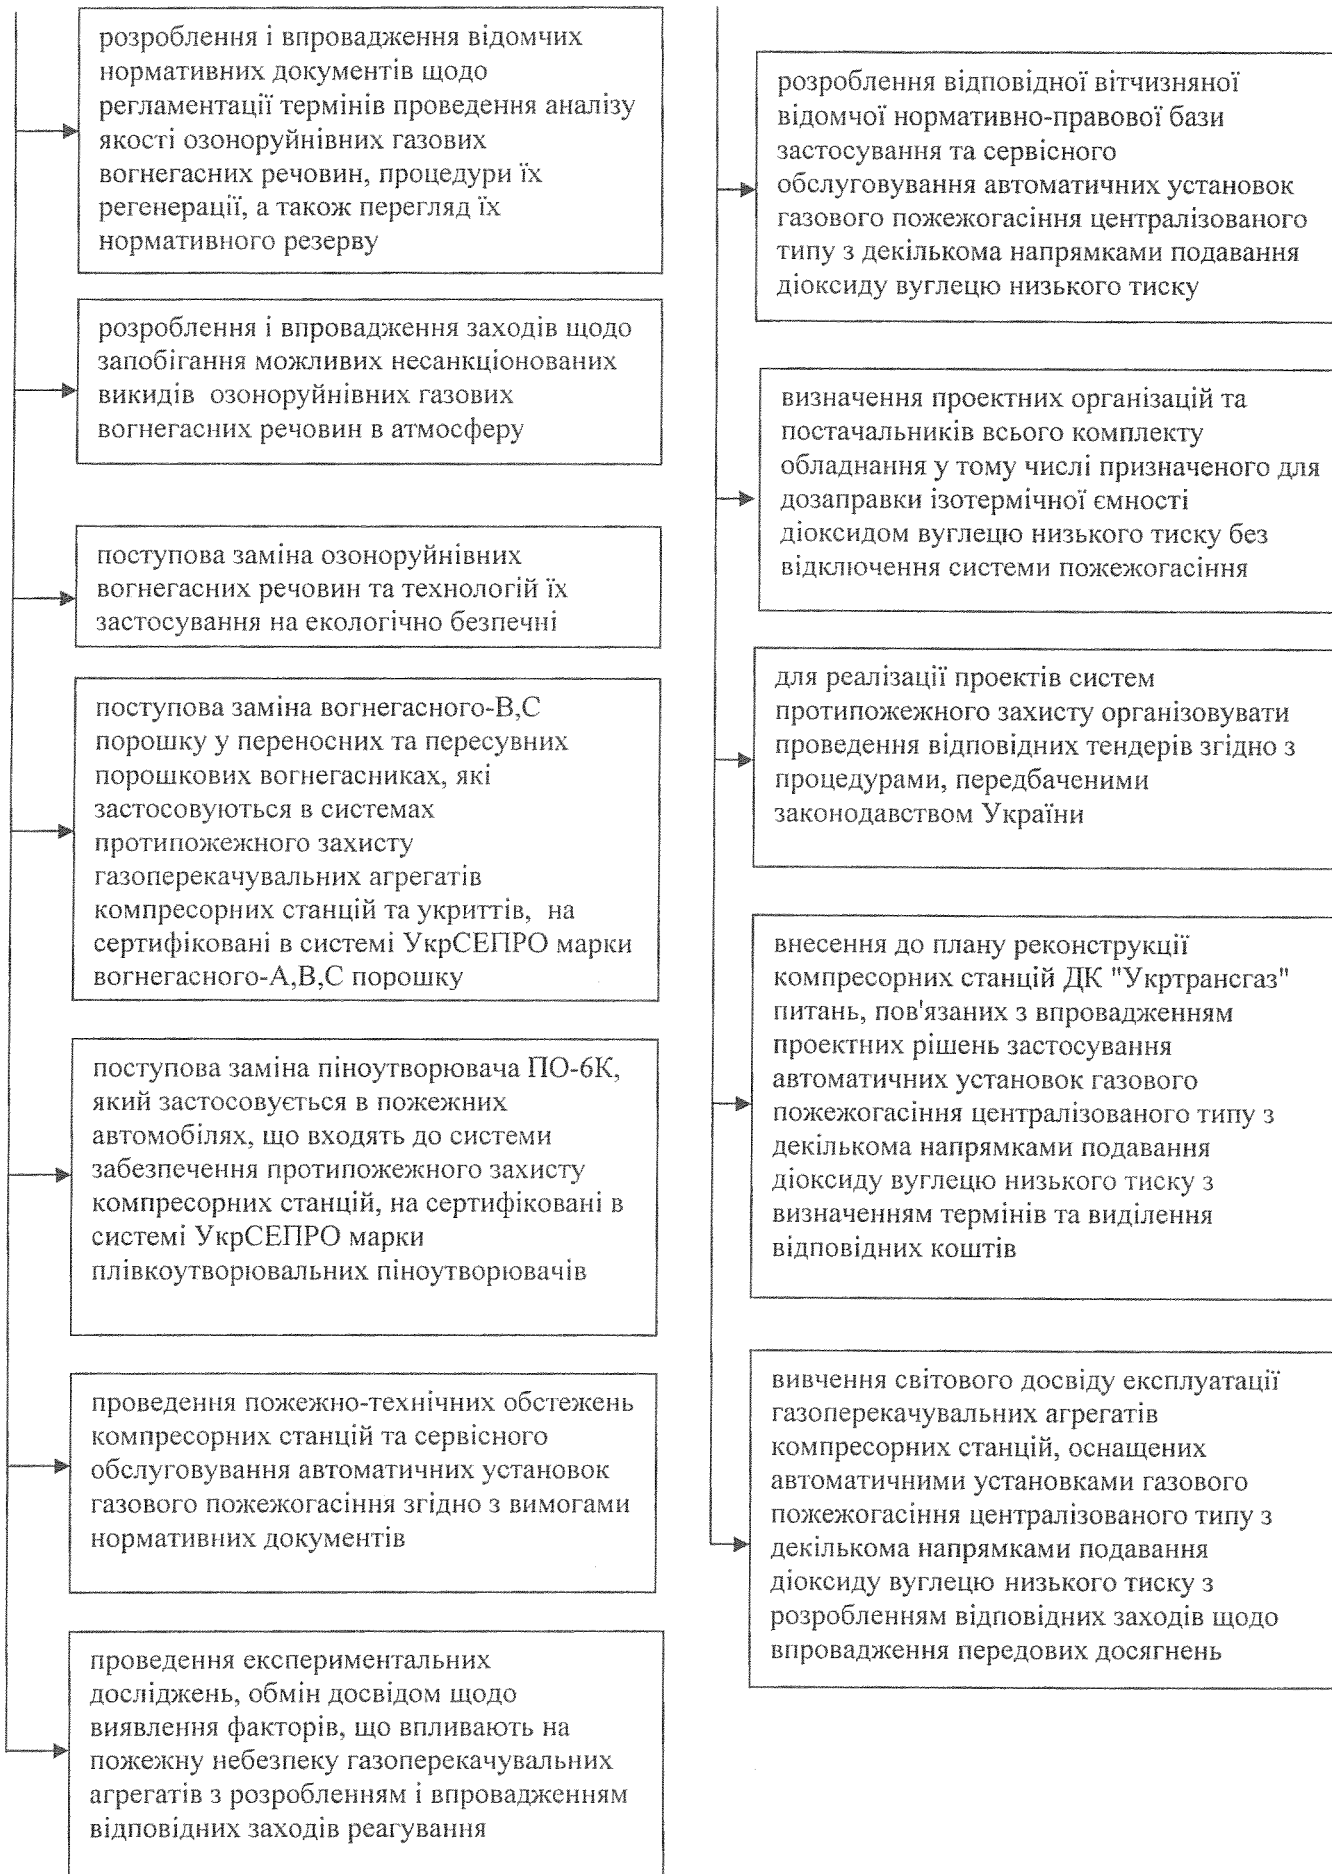 розроблення і впровадження відомчих
нормативних документів щодо
регламентації термінів проведення аналізу
якості озоноруйнівних газових
вогнегасних речовин, процедури їх
регенерації, а також перегляд їх
нормативного резерву
розроблення і впровадження заходів щодо
запобігання можливих несанкціонованих
викидів озоноруйнівних газових
вогнегасних речовин в атмосферу
поступова заміна озоноруйнівних
вогнегасних речовин та технологій їх
застосування на екологічно безпечні
поступова заміна вогнегасного-В,С
порошку у переносних та пересувних
порошкових вогнегасниках, які
застосовуються в системах
протипожежного захисту
газоперекачувальних агрегатів
компресорних станцій та укриттів, на
сертифіковані в системі УкрСЕПРО марки
вогнегасного-А,В,С порошку
поступова заміна піноутворювача ПО-6К,
який застосовується в пожежних
автомобілях, що входять до системи
забезпечення протипожежного захисту
компресорних станцій, на сертифіковані в
системі УкрСЕПРО марки
плівкоутворювальних піноутворювачів
проведення пожежно-технічних обстежень
компресорних станцій та сервісного
обслуговування автоматичних установок
газового пожежогасіння згідно з вимогами
нормативних документів
проведення експериментальних
досліджень, обмін досвідом щодо
виявлення факторів, що впливають на
пожежну небезпеку газоперекачувальних
агрегатів з розробленням і впровадженням
відповідних заходів реагування
розроблення відповідної вітчизняної
відомчої нормативно-правової бази
застосування та сервісного
обслуговування автоматичних установок
газового пожежогасіння централізованого
типу з декількома напрямками подавання
діоксиду вуглецю низького тиску
визначення проектних організацій та
постачальників всього комплекту
обладнання у тому числі призначеного для
дозаправки ізотермічної ємності
діоксидом вуглецю низького тиску без
відключення системи пожежогасіння
для реалізації проектів систем
протипожежного захисту організовувати
проведення відповідних тендерів згідно з
процедурами, передбаченими
законодавством України
внесення до плану реконструкції
компресорних станцій ДК "Укртрансгаз"
питань, пов'язаних з впровадженням
проектних рішень застосування
автоматичних установок газового
пожежогасіння централізованого типу з
декількома напрямками подавання
діоксиду вуглецю низького тиску з
визначенням термінів та виділення
відповідних коштів
вивчення світового досвіду експлуатації
газоперекачувальних агрегатів
компресорних станцій, оснащених
автоматичними установками газового
пожежогасіння централізованого типу з
декількома напрямками подавання
діоксиду вуглецю низького тиску з
розробленням відповідних заходів щодо
впровадження передових досягнень